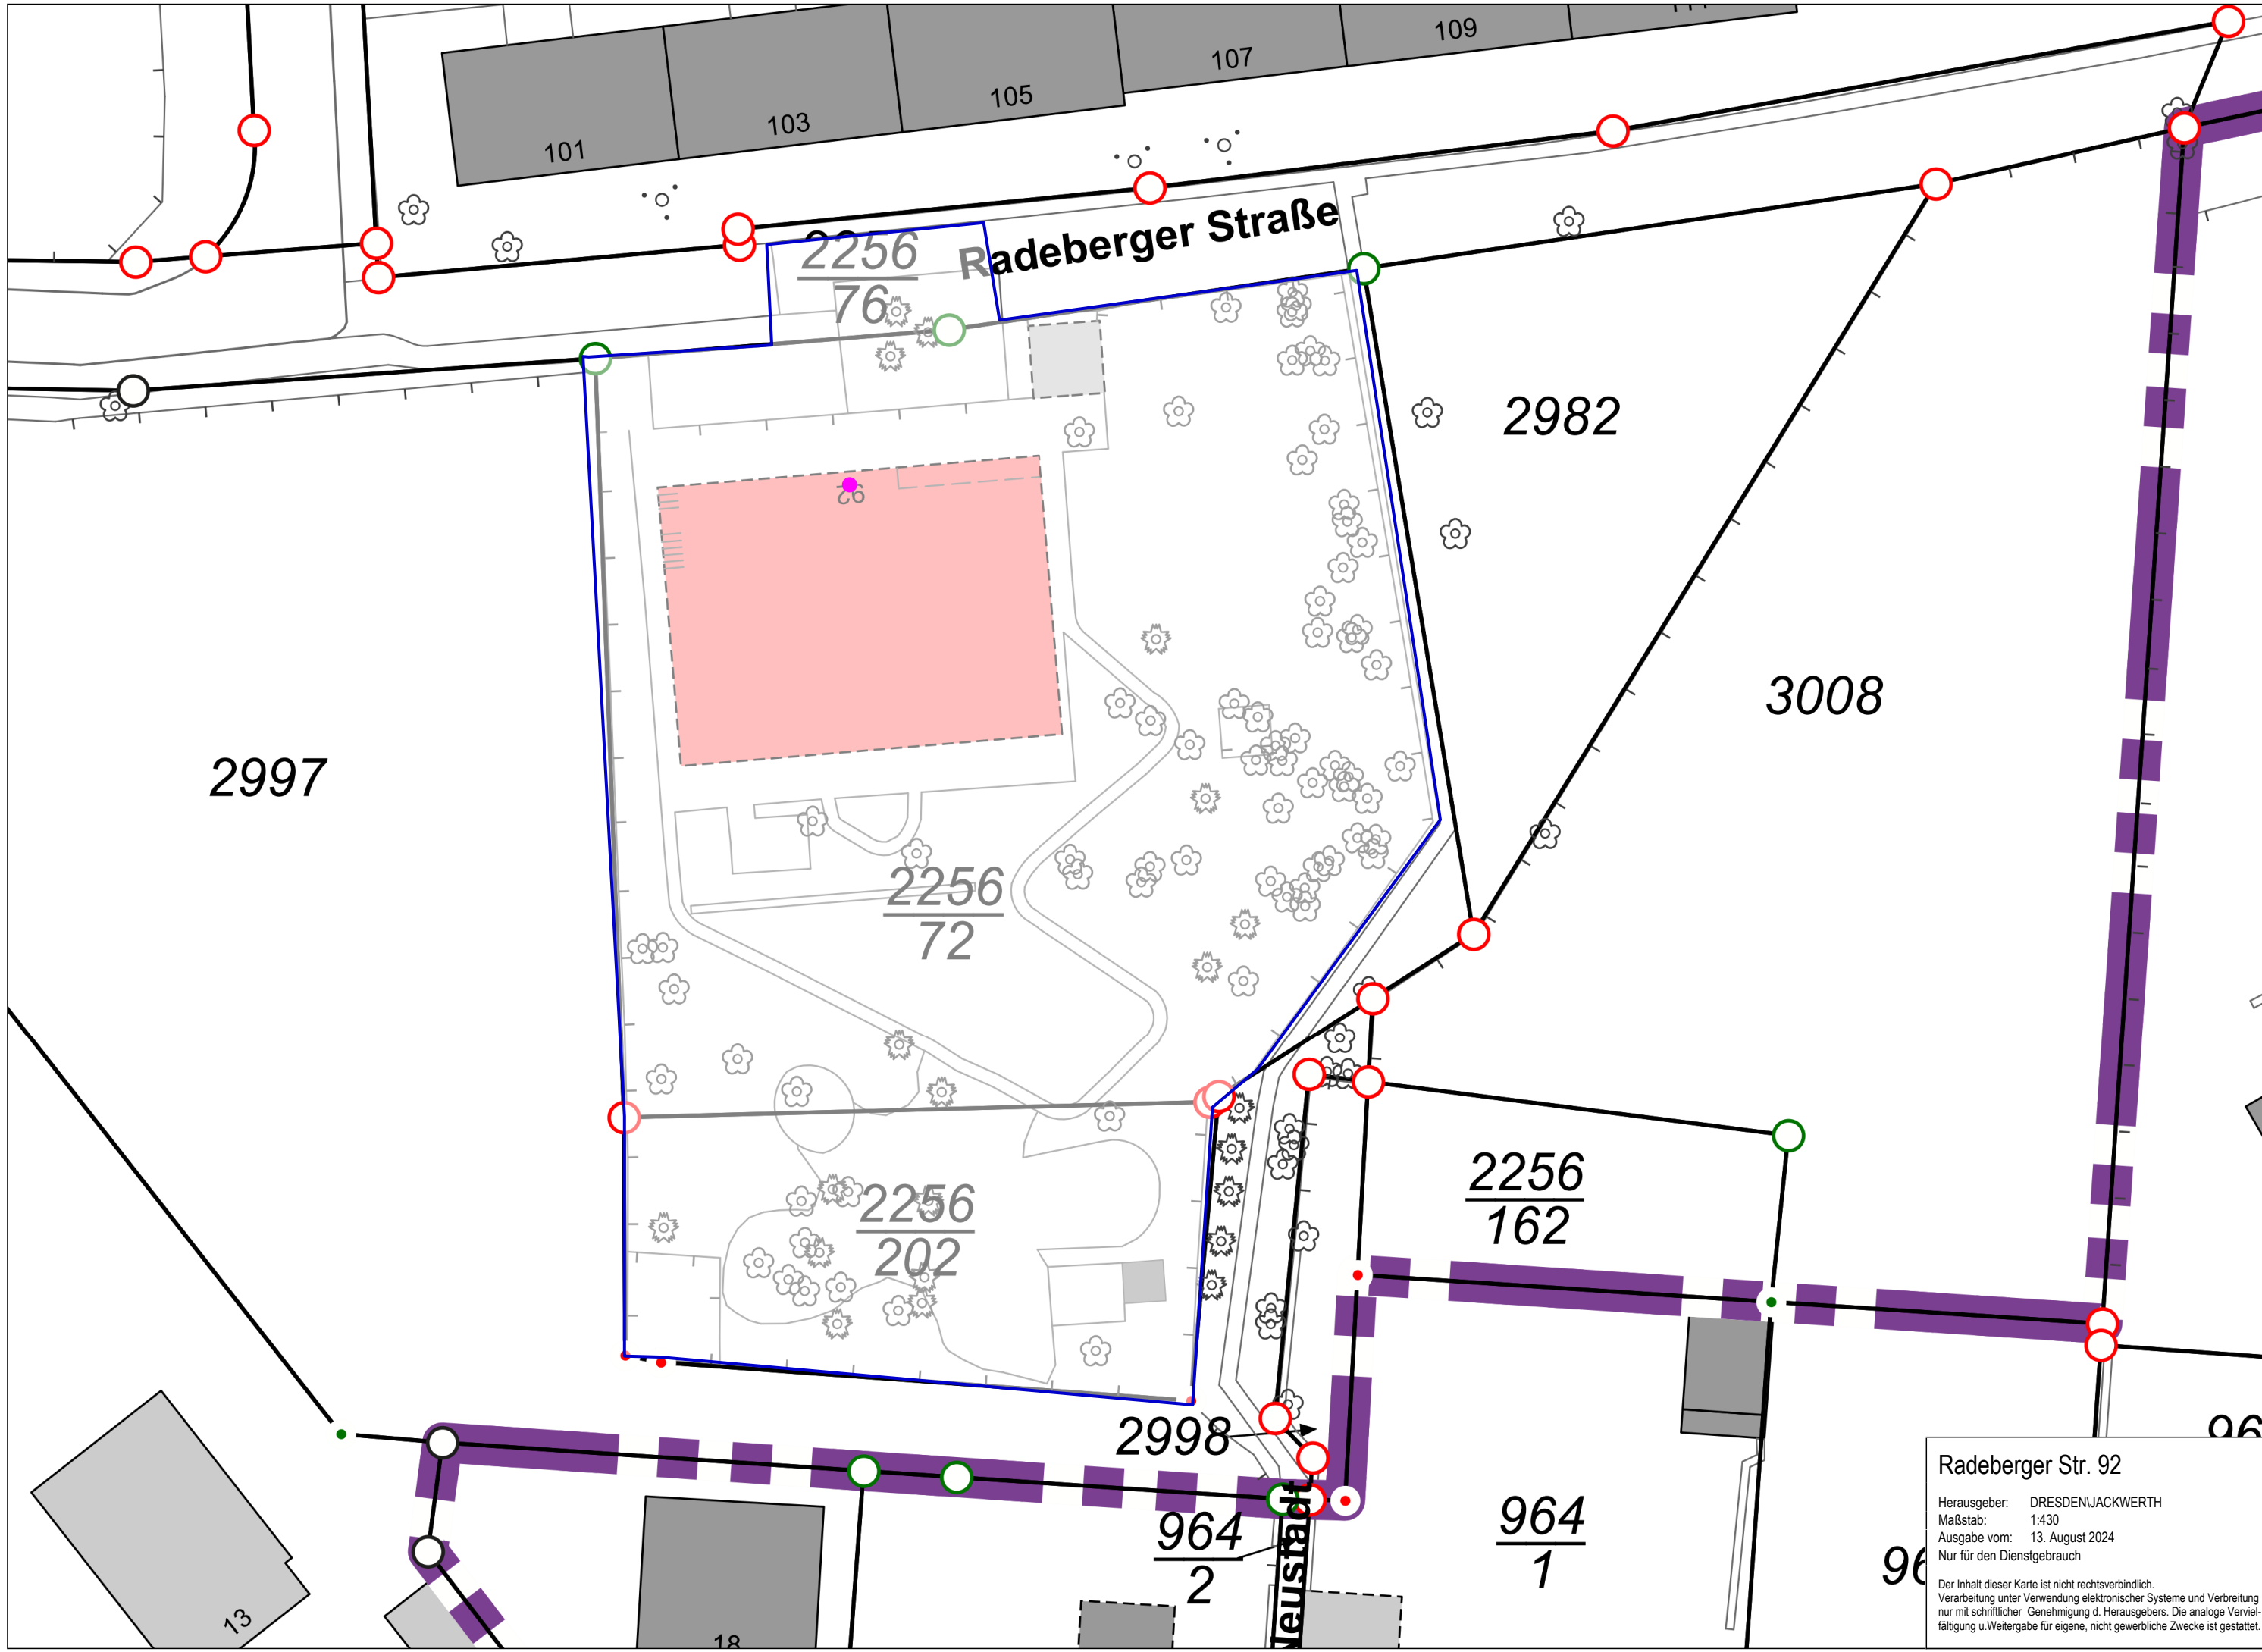 101
103
105
107
109
Radeberger Straße
2256
76
92
2982
2997
3008
2256
72
2256
202
2256
162
2998
964
2
964
1
13
18
Radeberger Str. 92
Herausgeber: DRESDEN\JACKWERTH
Maßstab: 1:430
Ausgabe vom: 13. August 2024
Nur für den Dienstgebrauch
Der Inhalt dieser Karte ist nicht rechtsverbindlich.
Verarbeitung unter Verwendung elektronischer Systeme und Verbreitung
nur mit schriftlicher Genehmigung d. Herausgebers. Die analoge Verviel-
fältigung u.Weitergabe für eigene, nicht gewerbliche Zwecke ist gestattet.